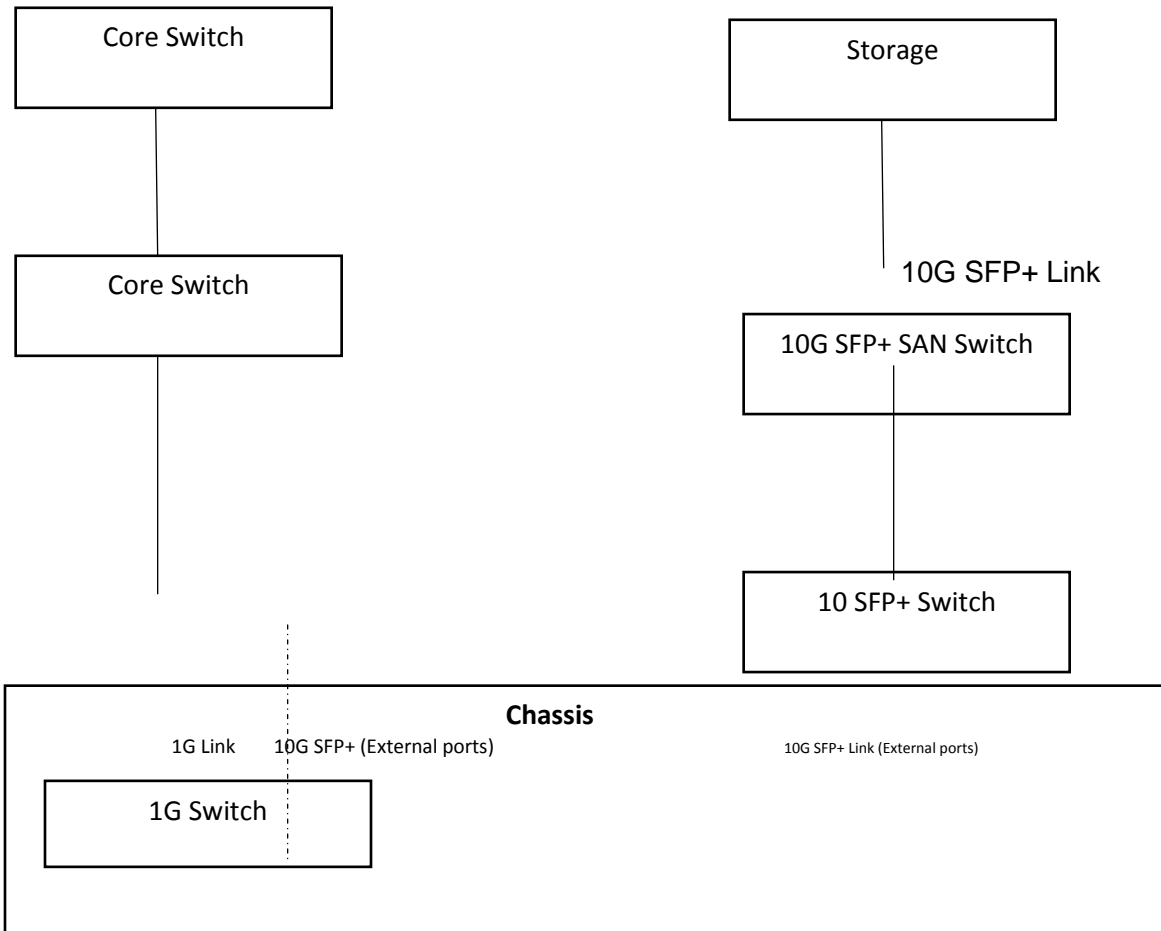 Core Switch
Storage
Core Switch
10G SFP+ Link
10G SFP+ SAN Switch
10 SFP+ Switch
Chassis
1G Link
10G SFP+ (External ports)
10G SFP+ Link (External ports)
1G Switch